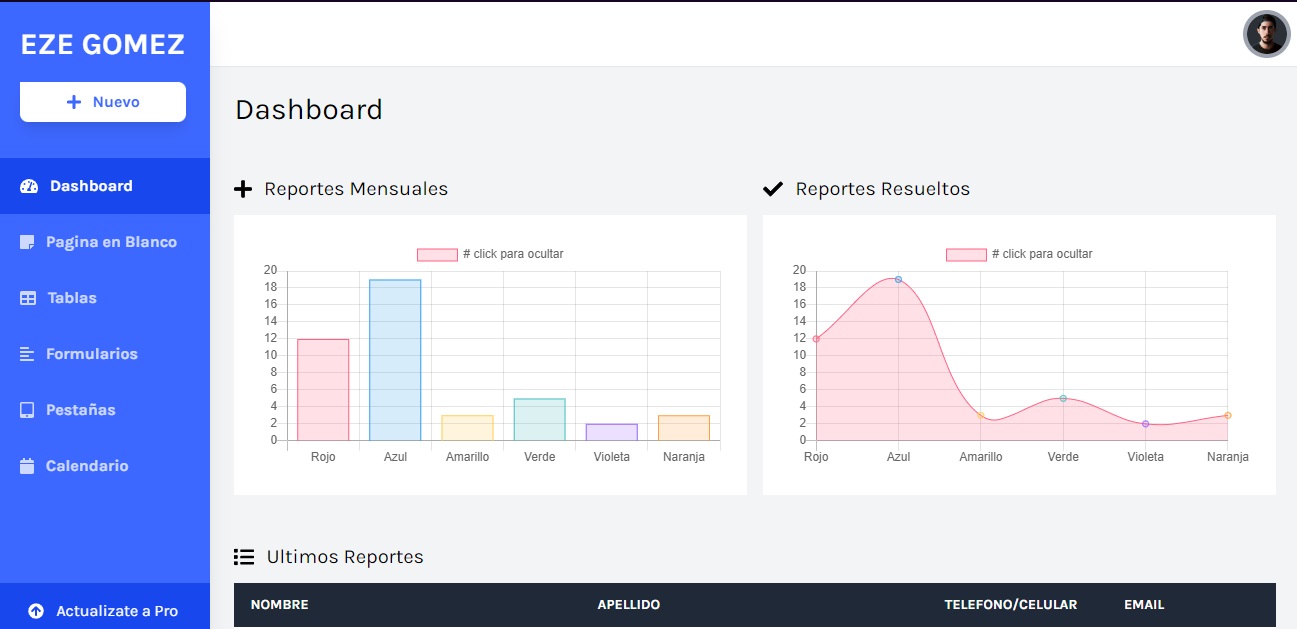 EZE GOMEZ
Nuevo
Dashboard
Pagina en Blanco
Tablas
Formularios
Pestañas
Calendario
Actualizate a Pro
Dashboard
Reportes Mensuales
# click para ocultar
20
18
16
14
12
10
8
6
4
2
0
Rojo Azul Amarillo Verde Violeta Naranja
Reportes Resueltos
# click para ocultar
20
18
16
14
12
10
8
6
4
2
0
Rojo Azul Amarillo Verde Violeta Naranja
Ultimos Reportes
NOMBRE APELLIDO TELEFONO/CELULAR EMAIL